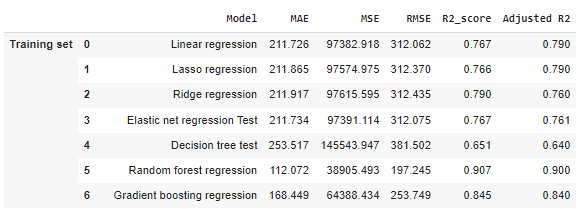 Model MAE MSE RMSE R2_score Adjusted R2
Training set 0 Linear regression 211.726 97382.918 312.062 0.767 0.790
1 Lasso regression 211.865 97574.975 312.370 0.766 0.790
2 Ridge regression 211.917 97615.595 312.435 0.790 0.760
3 Elastic net regression Test 211.734 97391.114 312.075 0.767 0.761
4 Decision tree test 253.517 145543.947 381.502 0.651 0.640
5 Random forest regression 112.072 38905.493 197.245 0.907 0.900
6 Gradient boosting regression 168.449 64388.434 253.749 0.845 0.840